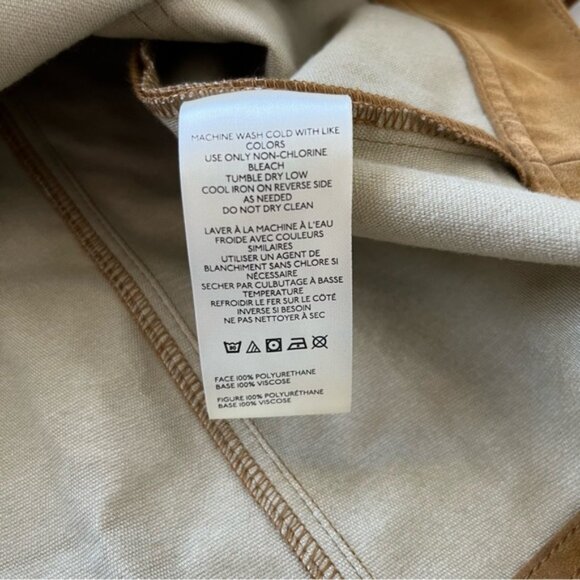 MACHINE WASH COLD WITH LIKE
COLORS
USE ONLY NON-CHLORINE
BLEACH
TUMBLE DRY LOW
COOL IRON ON REVERSE SIDE
AS NEEDED
DO NOT DRY CLEAN
LAVER À LA MACHINE À L'EAU
FROIDE AVEC COULEURS
SIMILAIRES
UTILISER UN AGENT DE
BLANCHIMENT SANS CHLORE SI
NÉCESSAIRE
SECHER PAR CULBUTAGE À BASSE
TEMPERATURE
REFROIDIR LE FER SUR LE CÔTÉ
INVERSE SI BESOIN
NE PAS NETTOYER À SEC
FACE 100% POLYURETHANE
BASE 100% VISCOSE
FIGURE 100% POLYURÉTHANE
BASE 100% VISCOSE